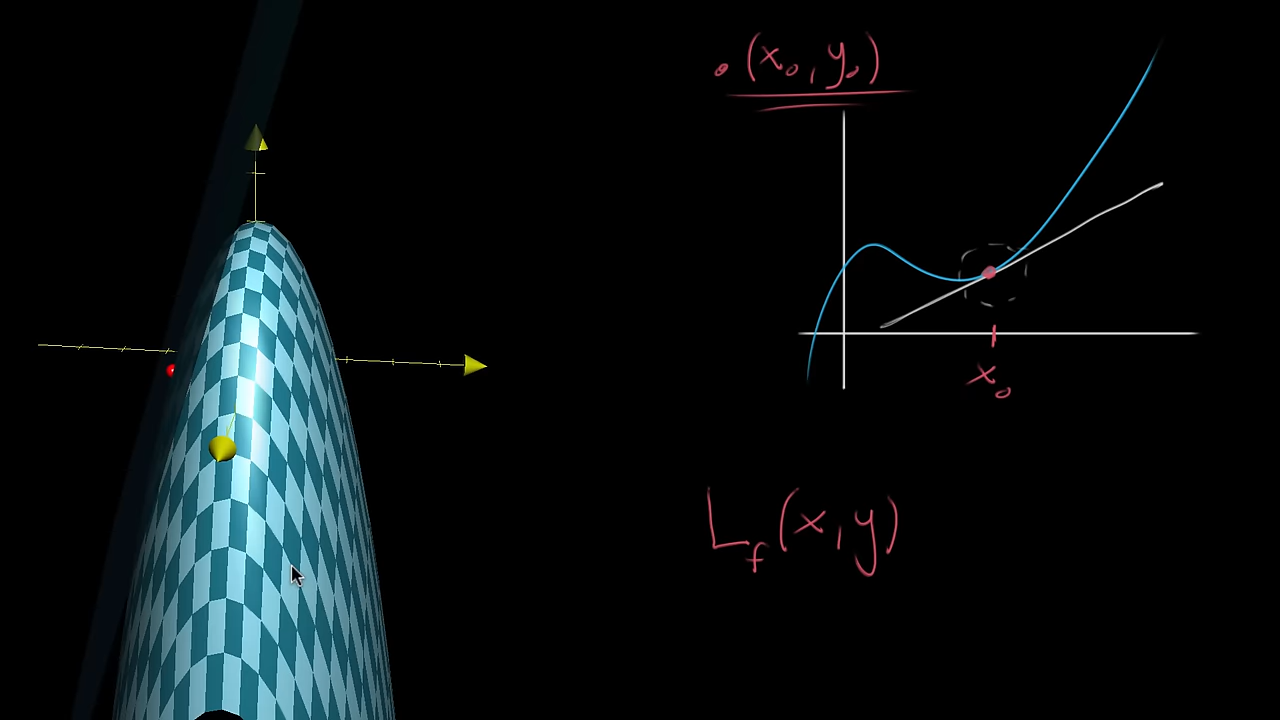 (x₀, y₀)
x₀
L_f(x, y)